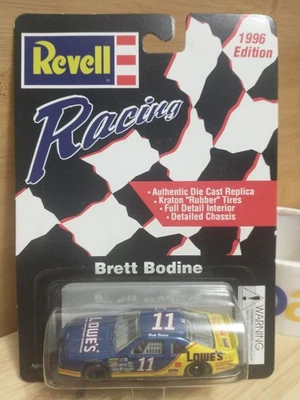 Revell
1996
Edition
Racing
• Authentic Die Cast Replica
• Kraton "Rubber" Tires
• Full Detail Interior
• Detailed Chassis
Brett Bodine
WARNING
11
LOWE'S
LOWE'S
11